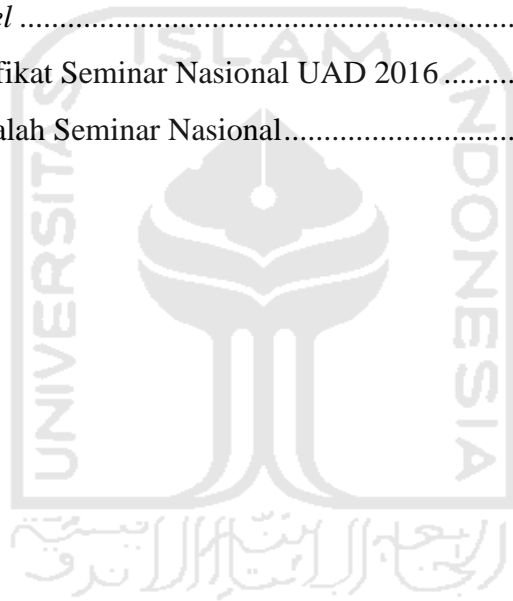 el ................................................................
fikat Seminar Nasional UAD 2016 ..........
alah Seminar Nasional.................................
ISLAM
UNIVERSITAS
INDONESIA